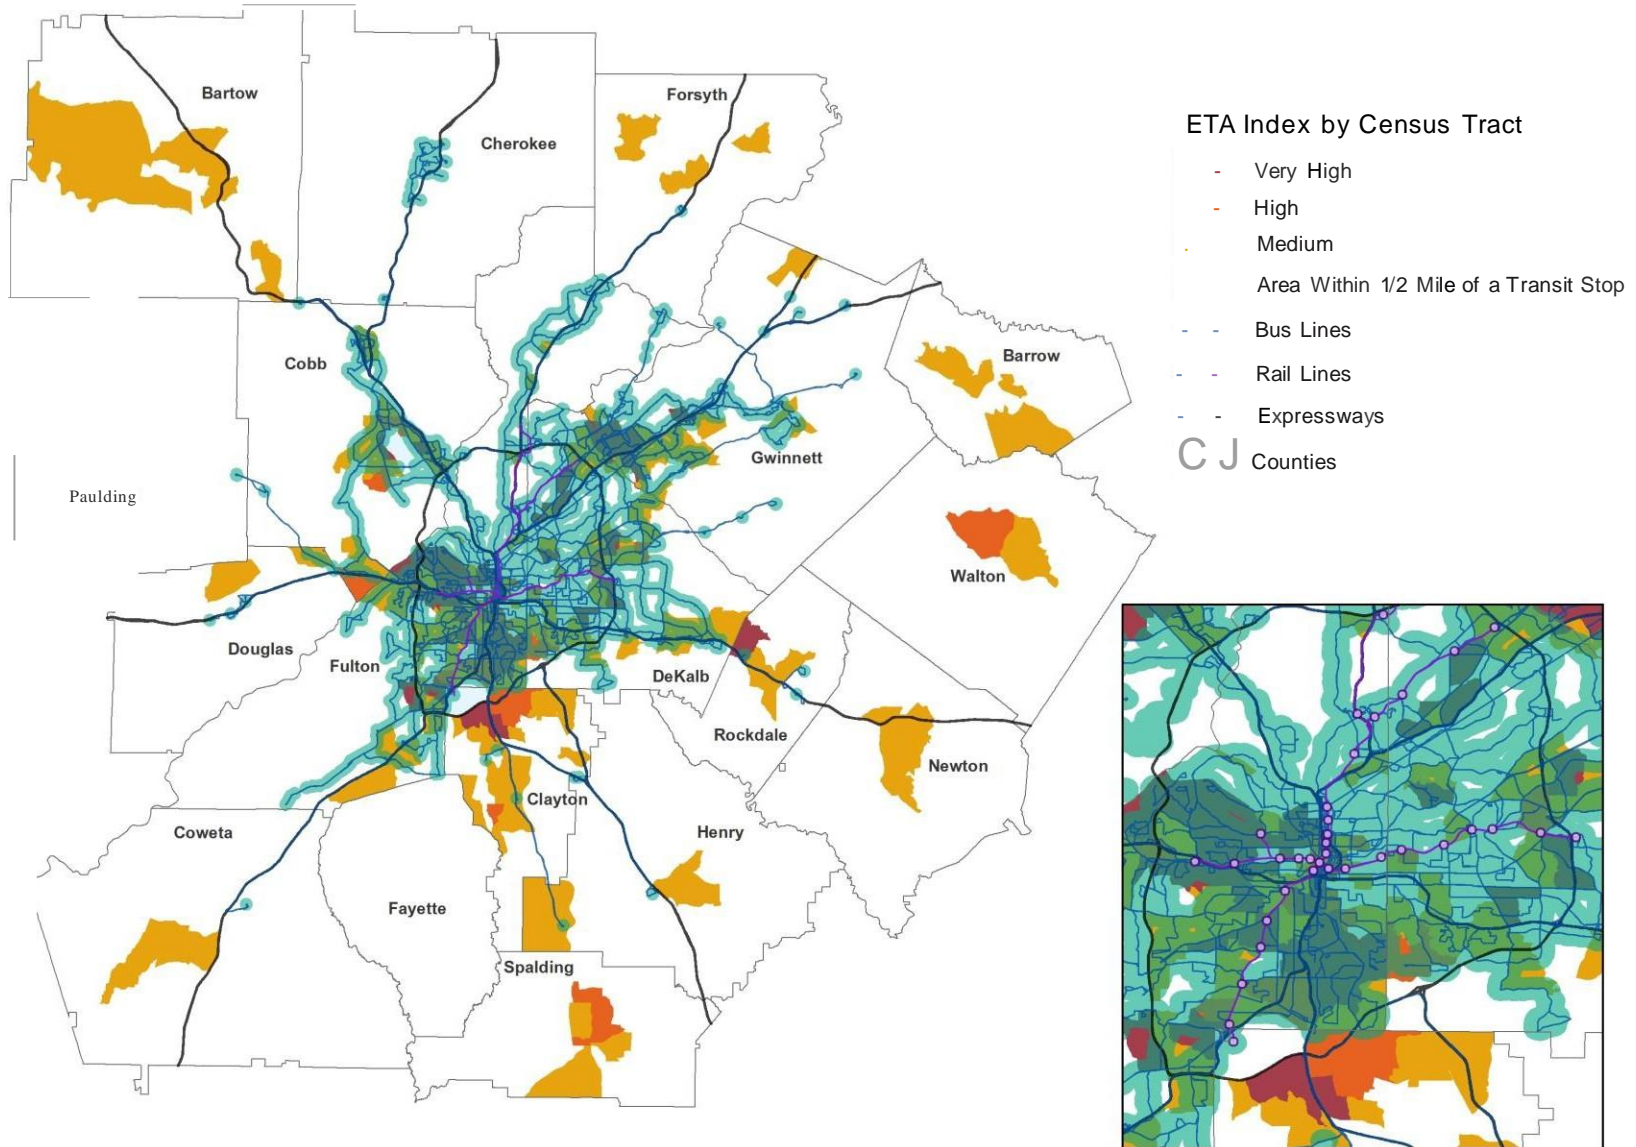 Bartow
Forsyth
Cherokee
ETA Index by Census Tract
- Very High
- High
. Medium
Area Within 1/2 Mile of a Transit Stop
- - Bus Lines
- - Rail Lines
- - Expressways
C J Counties
Cobb
Barrow
Gwinnett
Paulding
Walton
Douglas
Fulton
DeKalb
Rockdale
Newton
Clayton
Coweta
Henry
Fayette
Spalding